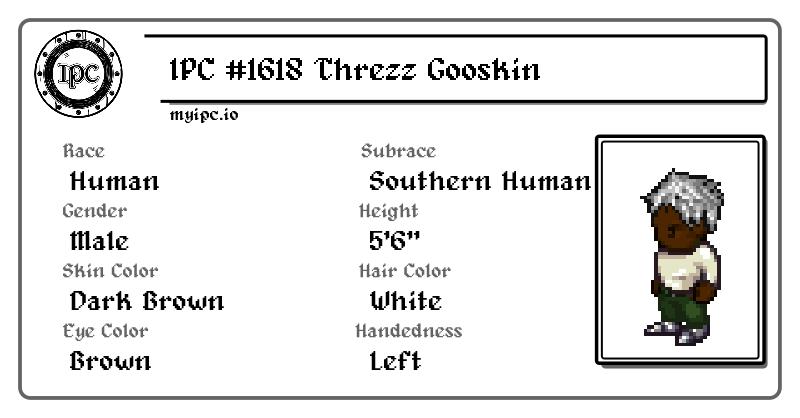 IPC
IPC #1618 Threzz Gooskin
myipc.io
Race
Human
Subrace
Southern Human
Gender
Male
Height
5'6"
Skin Color
Dark Brown
Hair Color
White
Eye Color
Brown
Handedness
Left